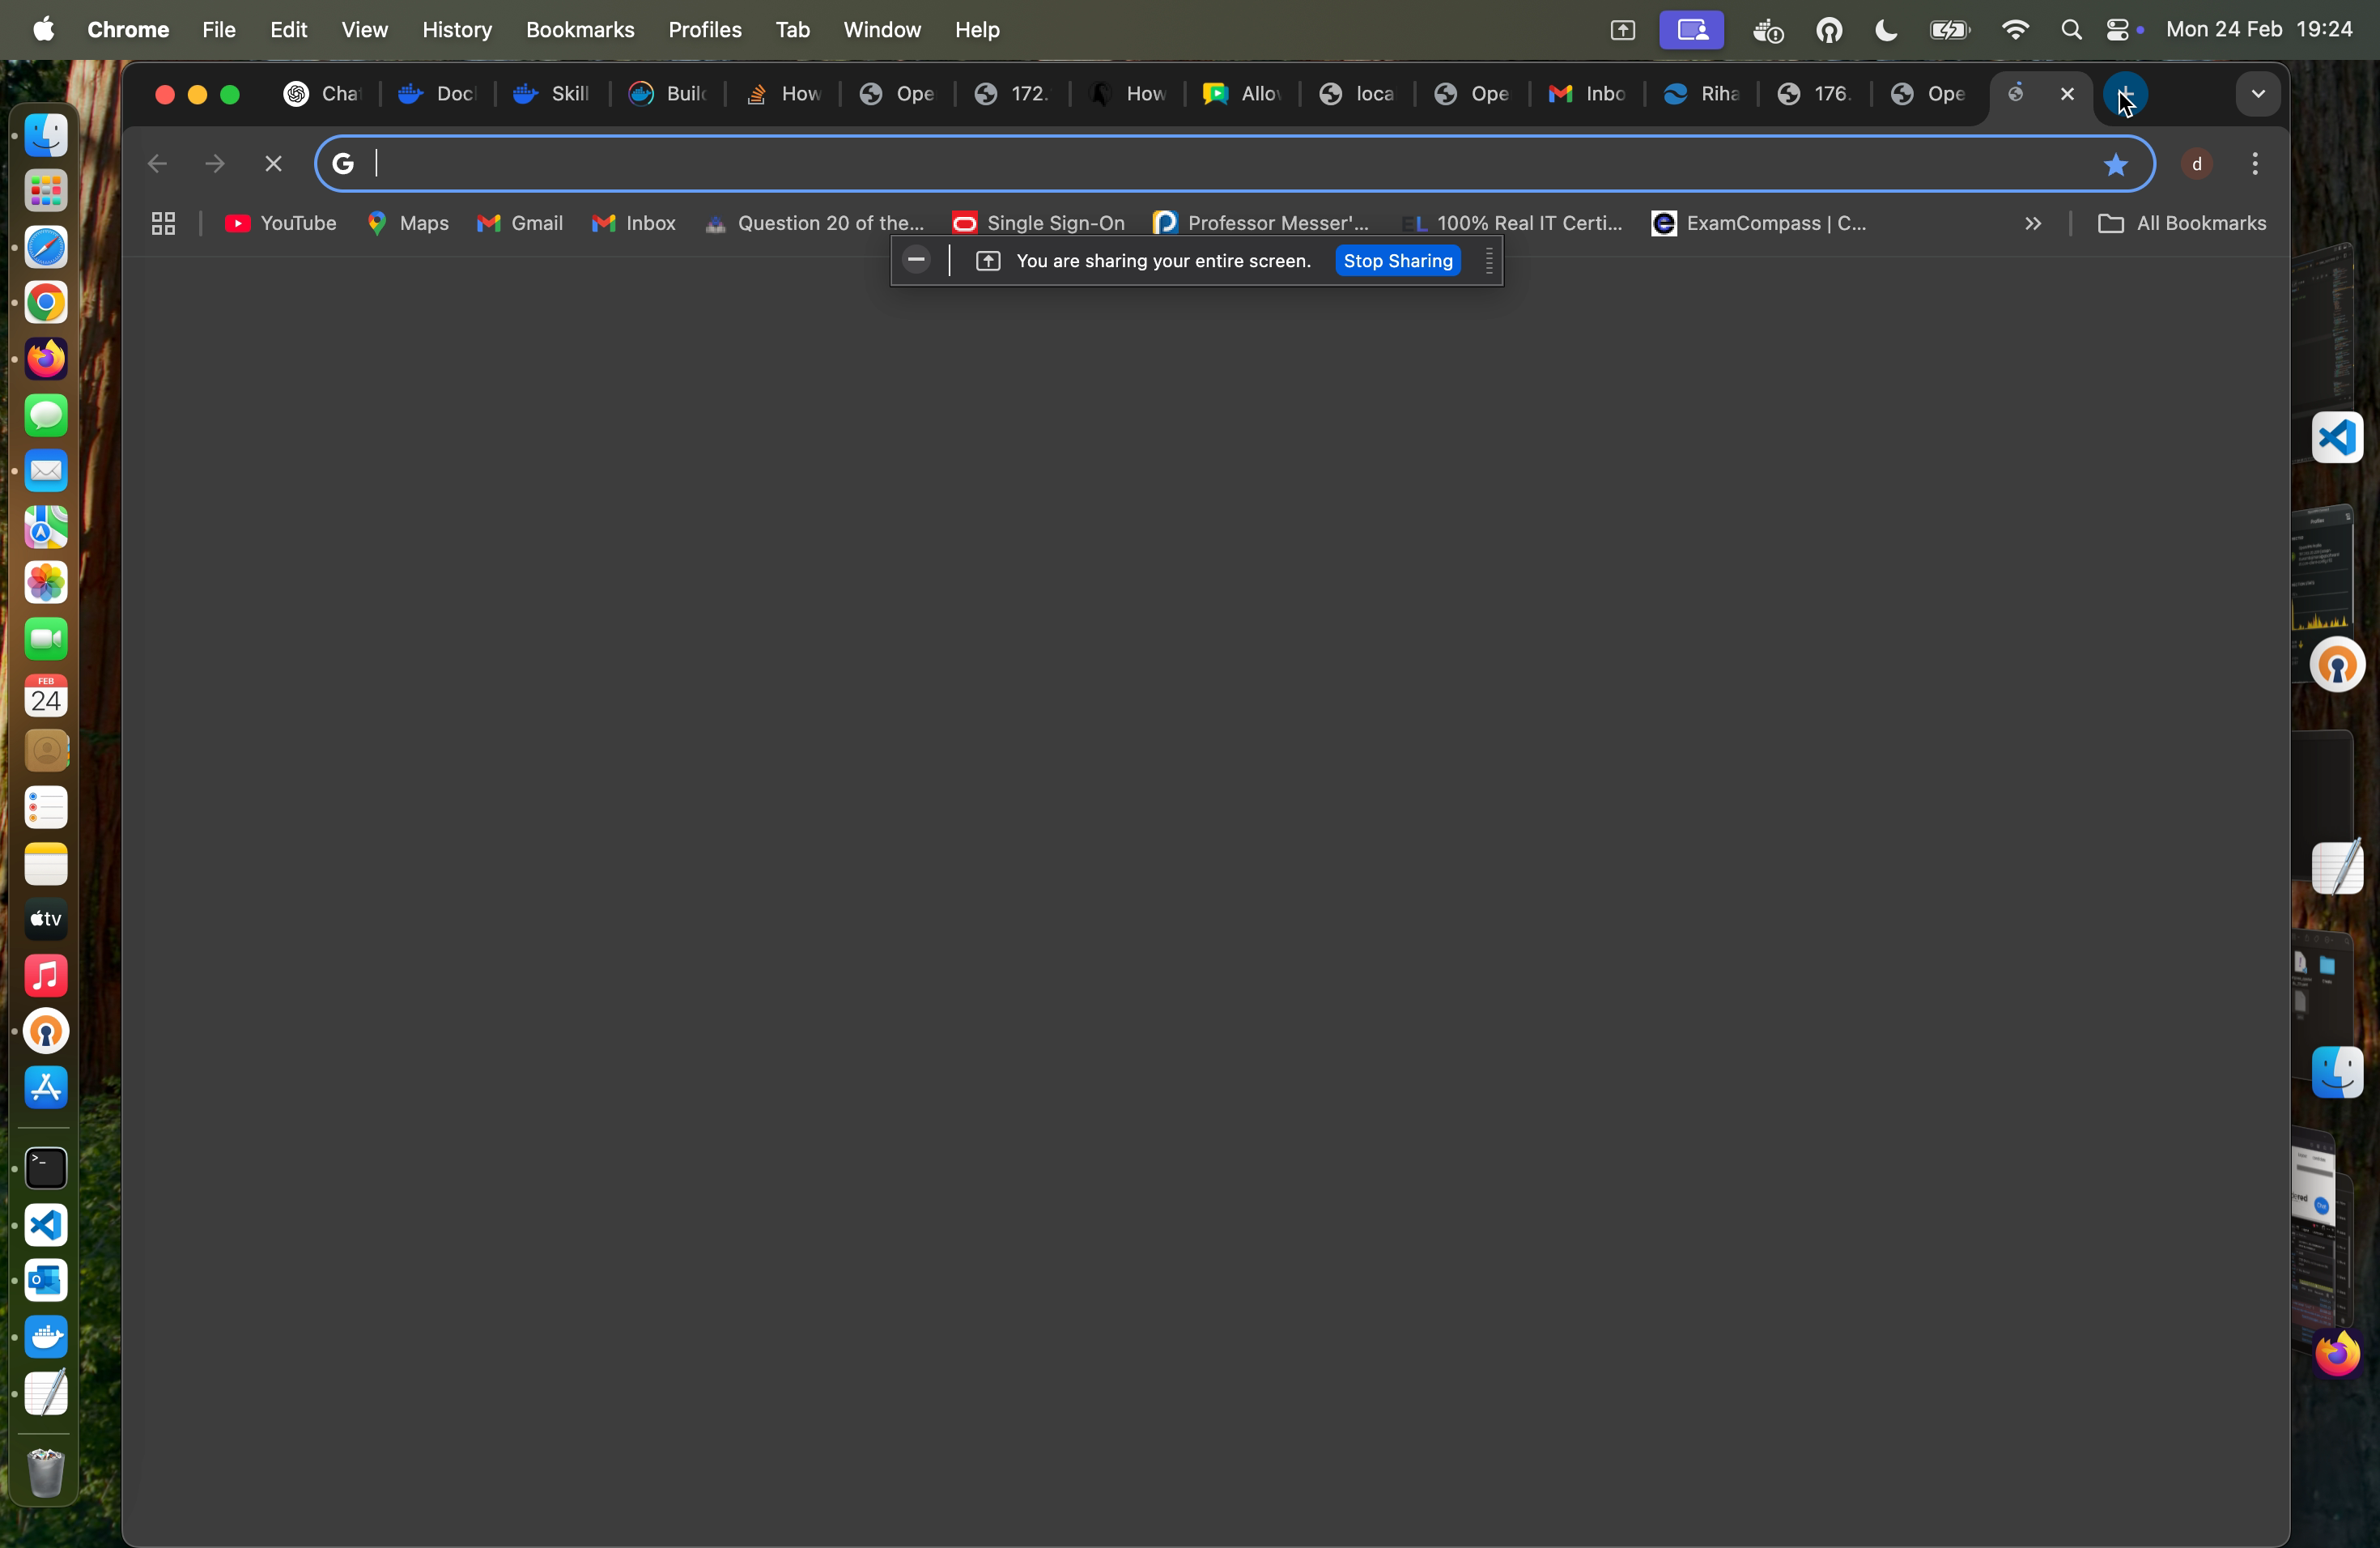 Chrome File Edit View History Bookmarks Profiles Tab Window Help Mon 24 Feb 19:24
Cha Doc Skill Buil How Ope 172. How Allo loca Ope Inbo Riha 176. Ope
d
YouTube Maps Gmail Inbox Question 20 of the... Single Sign-On Professor Messer'... EL 100% Real IT Certi... ExamCompass | C... All Bookmarks
You are sharing your entire screen. Stop Sharing
FEB
24
tv